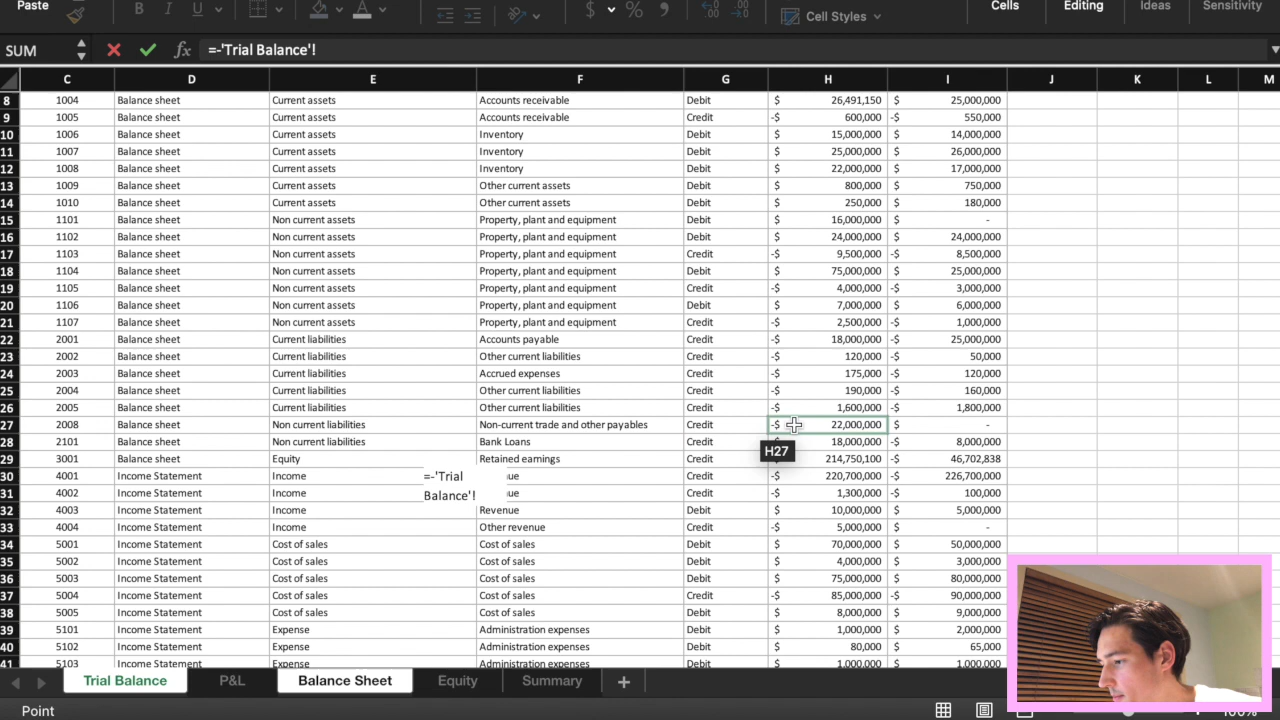 Paste B I U $ % , Cell Styles Cells Editing Ideas Sensitivity
SUM fx =-'Trial Balance'!
C D E F G H I J K L M
8 1004 Balance sheet Current assets Accounts receivable Debit $ 26,491,150 $ 25,000,000
9 1005 Balance sheet Current assets Accounts receivable Credit -$ 600,000 -$ 550,000
10 1006 Balance sheet Current assets Inventory Debit $ 15,000,000 $ 14,000,000
11 1007 Balance sheet Current assets Inventory Debit $ 25,000,000 $ 26,000,000
12 1008 Balance sheet Current assets Inventory Debit $ 22,000,000 $ 17,000,000
13 1009 Balance sheet Current assets Other current assets Debit $ 800,000 $ 750,000
14 1010 Balance sheet Current assets Other current assets Debit $ 250,000 $ 180,000
15 1101 Balance sheet Non current assets Property, plant and equipment Debit $ 16,000,000 $ -
16 1102 Balance sheet Non current assets Property, plant and equipment Debit $ 24,000,000 $ 24,000,000
17 1103 Balance sheet Non current assets Property, plant and equipment Credit -$ 9,500,000 -$ 8,500,000
18 1104 Balance sheet Non current assets Property, plant and equipment Debit $ 75,000,000 $ 25,000,000
19 1105 Balance sheet Non current assets Property, plant and equipment Credit -$ 4,000,000 -$ 3,000,000
20 1106 Balance sheet Non current assets Property, plant and equipment Debit $ 7,000,000 $ 6,000,000
21 1107 Balance sheet Non current assets Property, plant and equipment Credit -$ 2,500,000 -$ 1,000,000
22 2001 Balance sheet Current liabilities Accounts payable Credit -$ 18,000,000 -$ 25,000,000
23 2002 Balance sheet Current liabilities Other current liabilities Credit -$ 120,000 -$ 50,000
24 2003 Balance sheet Current liabilities Accrued expenses Credit -$ 175,000 -$ 120,000
25 2004 Balance sheet Current liabilities Other current liabilities Credit -$ 190,000 -$ 160,000
26 2005 Balance sheet Current liabilities Other current liabilities Credit -$ 1,600,000 -$ 1,800,000
27 2008 Balance sheet Non current liabilities Non-current trade and other payables Credit -$ 22,000,000 $ -
28 2101 Balance sheet Non current liabilities Bank Loans Credit 18,000,000 -$ 8,000,000
H27
29 3001 Balance sheet Equity Retained earnings Credit 214,750,100 -$ 46,702,838
30 4001 Income Statement Income =-'Trial Credit -$ 220,700,000 -$ 226,700,000
31 4002 Income Statement Income Balance'! Credit -$ 1,300,000 -$ 100,000
32 4003 Income Statement Income Revenue Debit $ 10,000,000 $ 5,000,000
33 4004 Income Statement Income Other revenue Credit -$ 5,000,000 $ -
34 5001 Income Statement Cost of sales Cost of sales Debit $ 70,000,000 $ 50,000,000
35 5002 Income Statement Cost of sales Cost of sales Debit $ 4,000,000 $ 3,000,000
36 5003 Income Statement Cost of sales Cost of sales Debit $ 75,000,000 $ 80,000,000
37 5004 Income Statement Cost of sales Cost of sales Credit -$ 85,000,000 -$ 90,000,000
38 5005 Income Statement Cost of sales Cost of sales Debit $ 8,000,000 $ 9,000,000
39 5101 Income Statement Expense Administration expenses Debit $ 1,000,000 $ 2,000,000
40 5102 Income Statement Expense Administration expenses Debit $ 80,000 $ 65,000
41 5103 Income Statement Expense Administration expenses Debit $ 1,000,000 $ 1,000,000
Trial Balance P&L Balance Sheet Equity Summary +
Point 100%